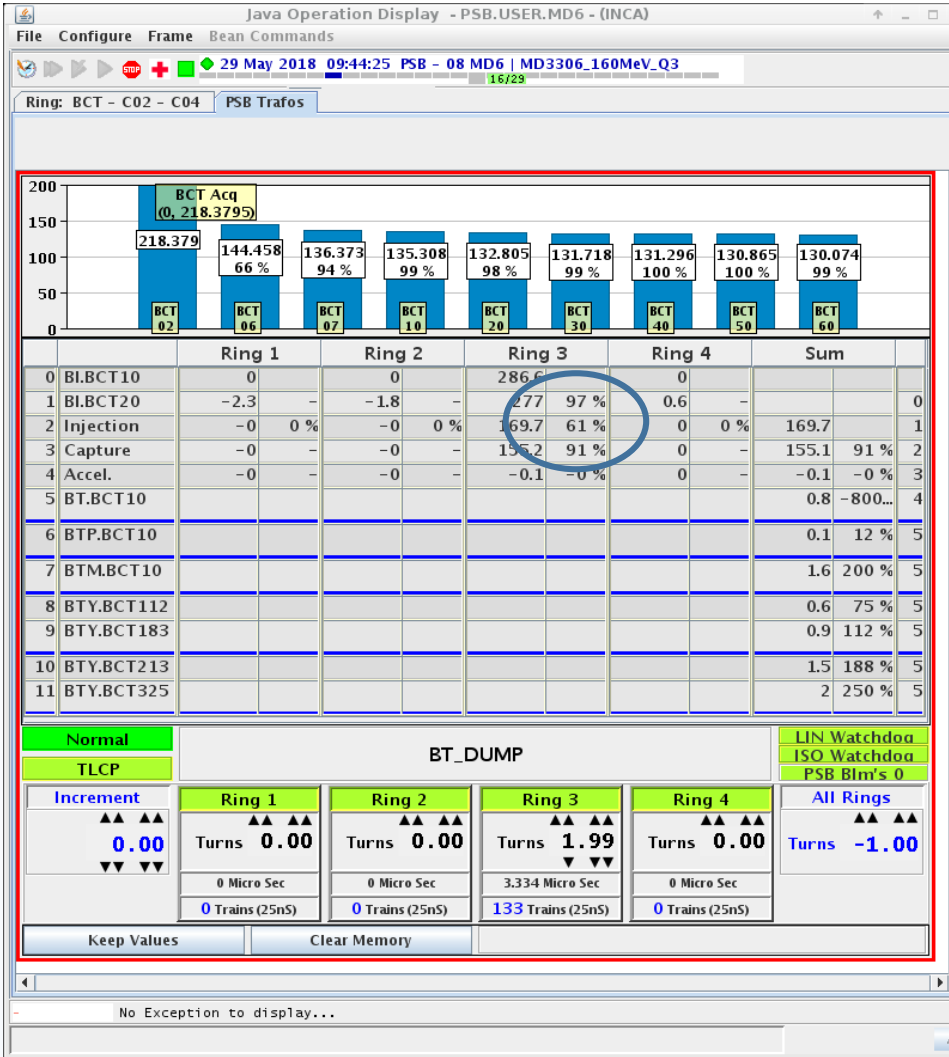 Java Operation Display - PSB.USER.MD6 - (INCA)
File Configure Frame Bean Commands
STOP 29 May 2018 09:44:25 PSB - 08 MD6 | MD3306_160MeV_Q3
16/29
Ring: BCT - C02 - C04 PSB Trafos
200
BCT Acq
(0, 218.3795)
150
218.379 144.458 136.373 135.308 132.805 131.718 131.296 130.865 130.074
100
66 % 94 % 99 % 98 % 99 % 100 % 100 % 99 %
50
BCT BCT BCT BCT BCT BCT BCT BCT BCT
02 06 07 10 20 30 40 50 60
0
Ring 1 Ring 2 Ring 3 Ring 4 Sum
0 BI.BCT10 0 0 286.6 0
1 BI.BCT20 -2.3 - -1.8 - 277 97 % 0.6 - 0
2 Injection -0 0 % -0 0 % 169.7 61 % 0 0 % 169.7 1
3 Capture -0 - -0 - 155.2 91 % 0 - 155.1 91 % 2
4 Accel. -0 - -0 - -0.1 -0 % 0 - -0.1 -0 % 3
5 BT.BCT10 0.8 -800... 4
6 BTP.BCT10 0.1 12 % 5
7 BTM.BCT10 1.6 200 % 5
8 BTY.BCT112 0.6 75 % 5
9 BTY.BCT183 0.9 112 % 5
10 BTY.BCT213 1.5 188 % 5
11 BTY.BCT325 2 250 % 5
Normal BT_DUMP LIN Watchdog
ISO Watchdog
TLCP PSB Blm's 0
Increment Ring 1 Ring 2 Ring 3 Ring 4 All Rings
0.00 Turns 0.00 Turns 0.00 Turns 1.99 Turns 0.00 Turns -1.00
0 Micro Sec 0 Micro Sec 3.334 Micro Sec 0 Micro Sec
0 Trains (25nS) 0 Trains (25nS) 133 Trains (25nS) 0 Trains (25nS)
Keep Values Clear Memory
- No Exception to display...